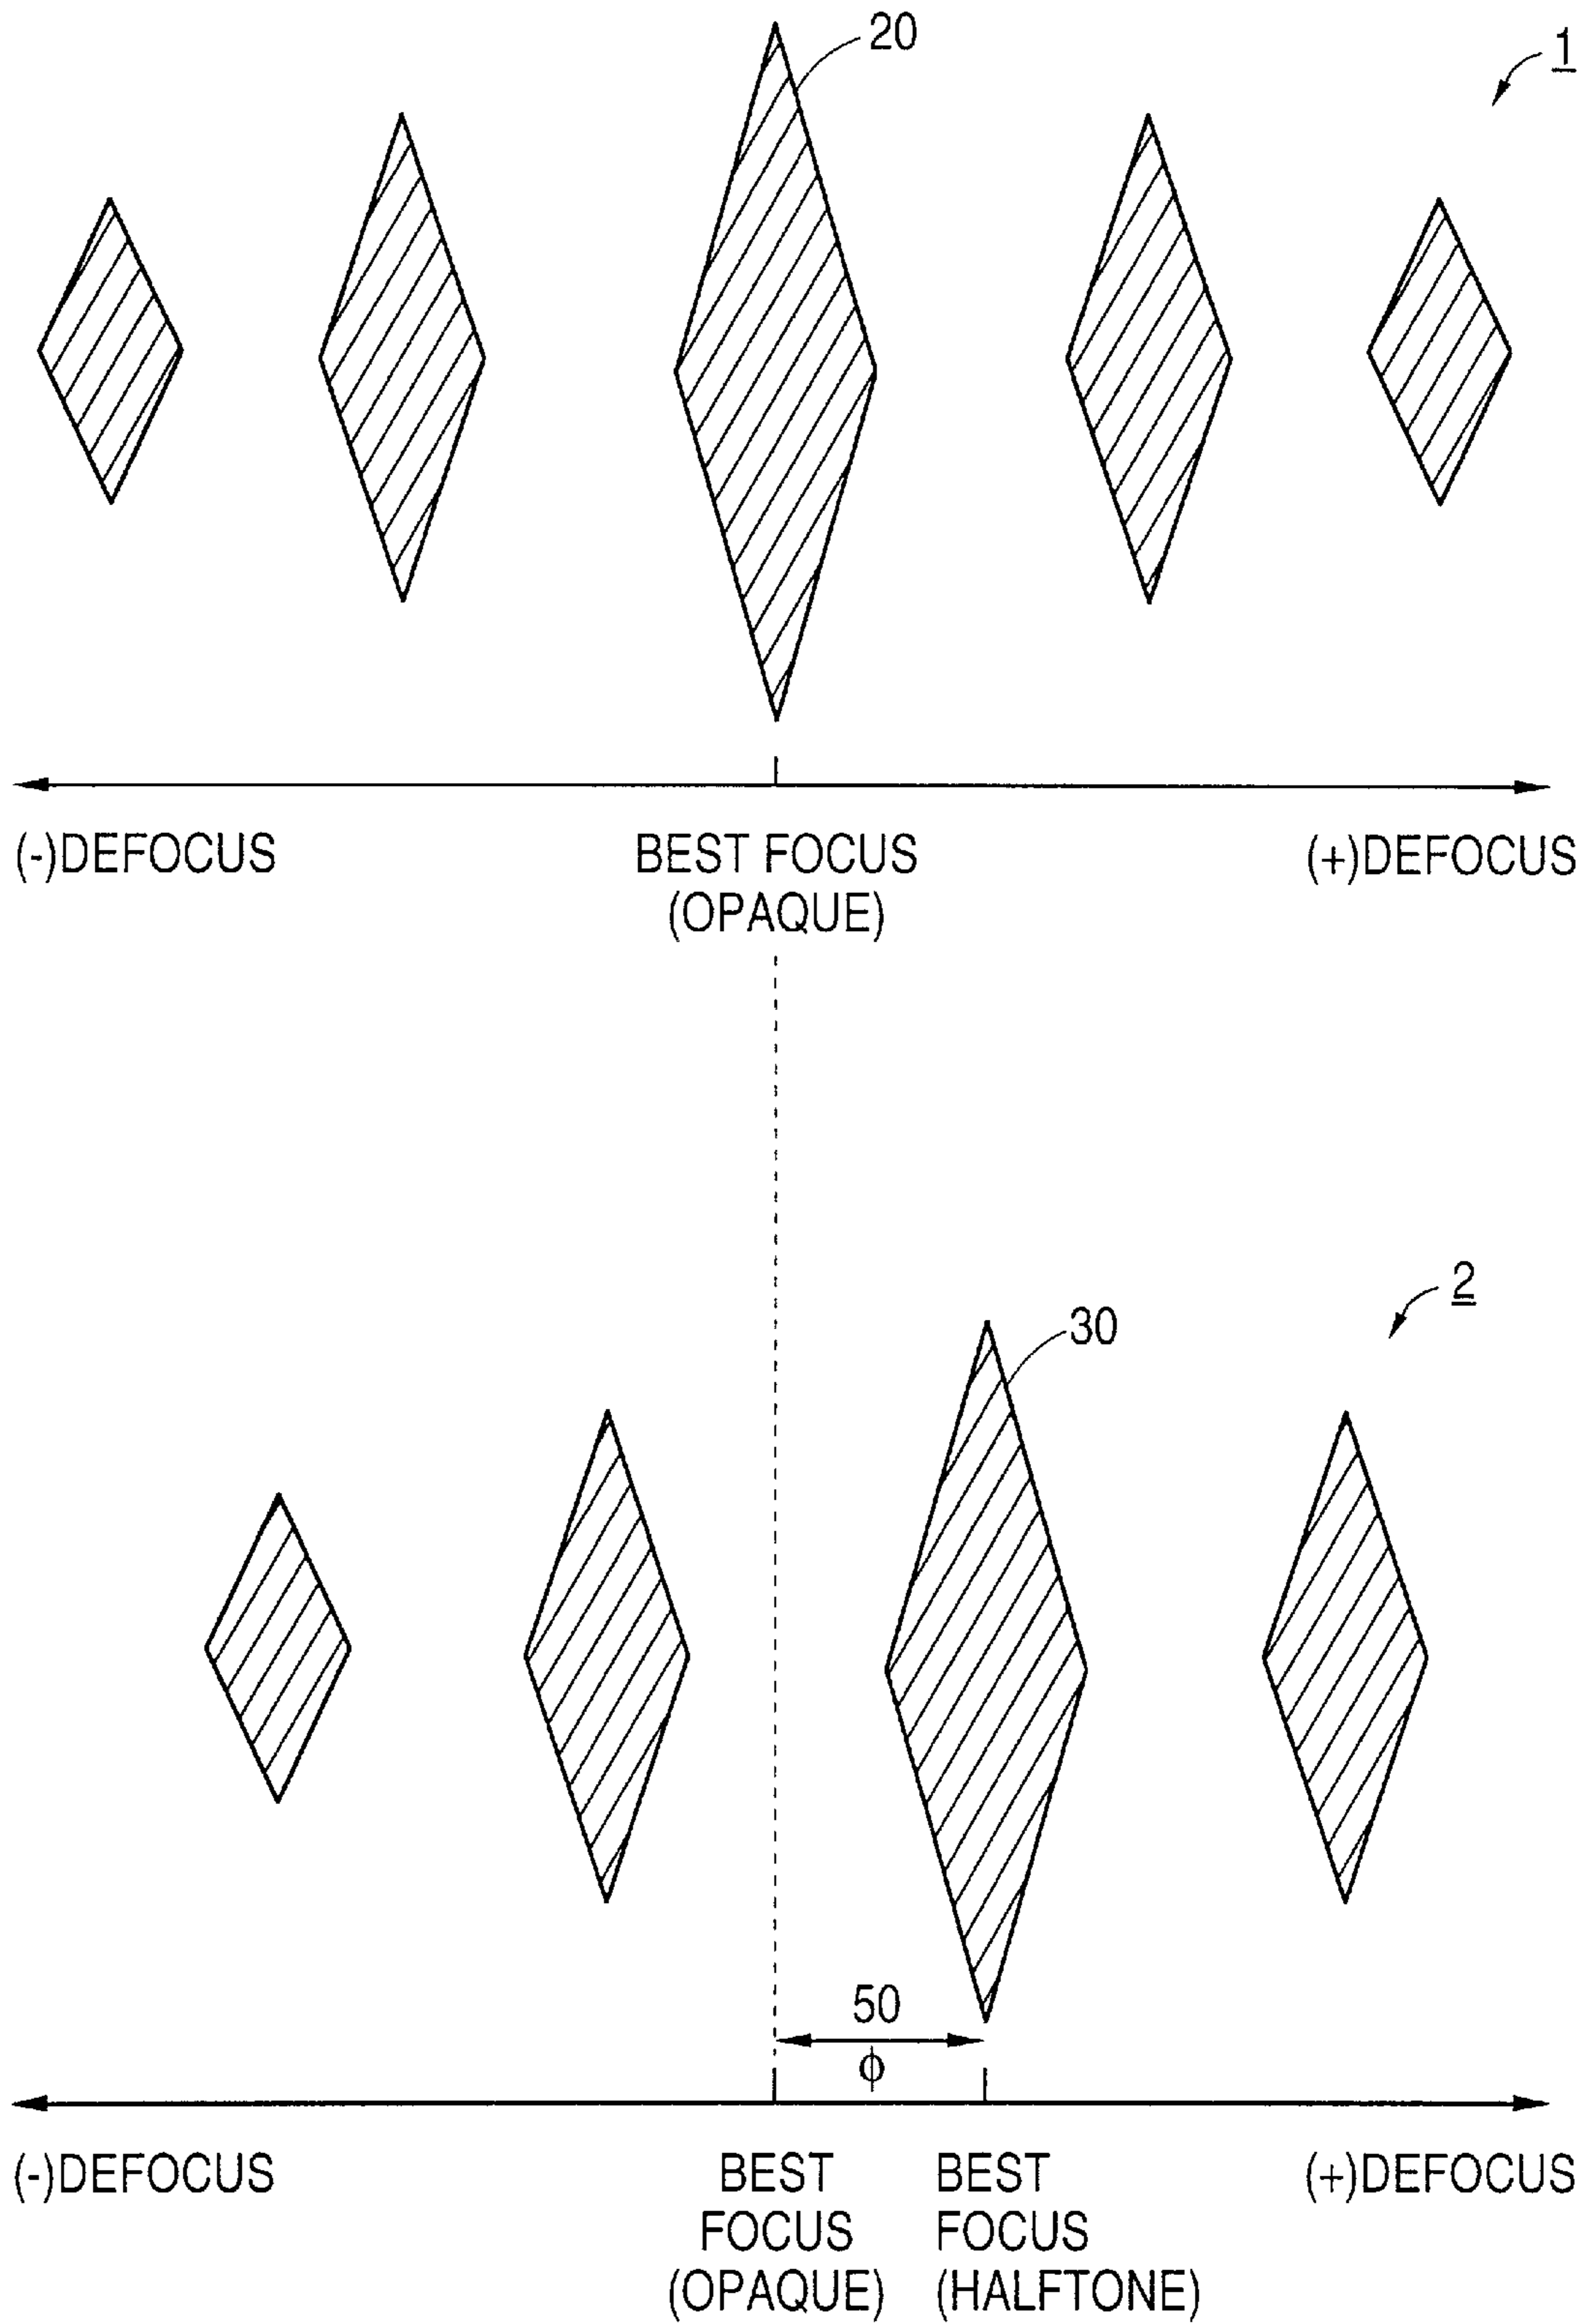 20
1
(-)DEFOCUS
BEST FOCUS
(OPAQUE)
(+)DEFOCUS
2
30
50
ϕ
(-)DEFOCUS
BEST
FOCUS
(OPAQUE)
BEST
FOCUS
(HALFTONE)
(+)DEFOCUS